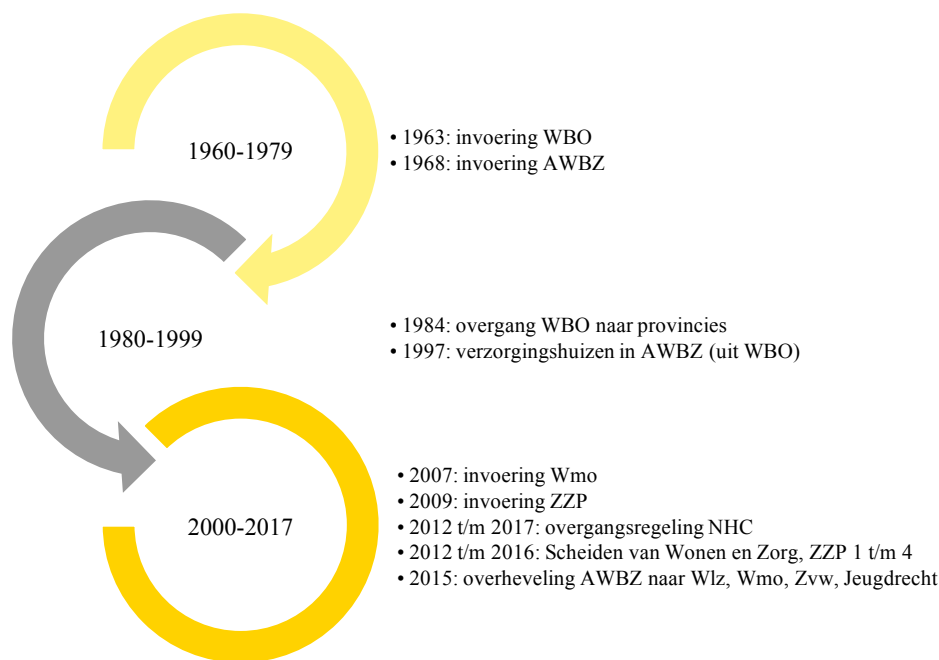 1960-1979
• 1963: invoering WBO
• 1968: invoering AWBZ
1980-1999
• 1984: overgang WBO naar provincies
• 1997: verzorgingshuizen in AWBZ (uit WBO)
2000-2017
• 2007: invoering Wmo
• 2009: invoering ZZP
• 2012 t/m 2017: overgangsregeling NHC
• 2012 t/m 2016: Scheiden van Wonen en Zorg, ZZP 1 t/m 4
• 2015: overheveling AWBZ naar Wlz, Wmo, Zvw, Jeugdrecht